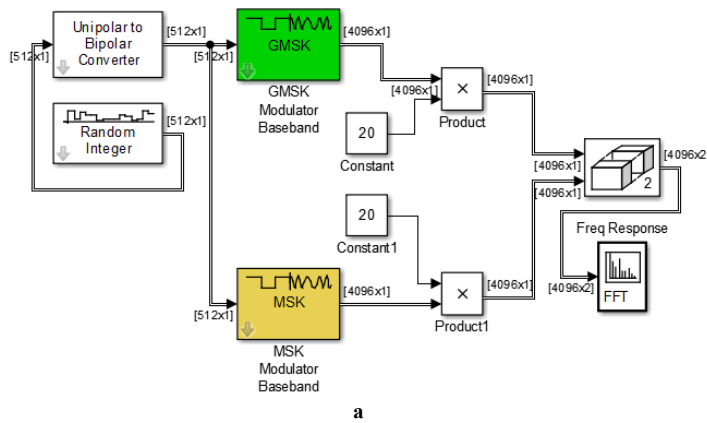 Unipolar to
Bipolar
Converter
[512x1]
[512x1]
Random
Integer
[512x1]
[512x1]
GMSK
[4096x1]
GMSK
Modulator
Baseband
20
Constant
[4096x1]
×
[4096x1]
Product
20
Constant1
[512x1]
MSK
[4096x1]
MSK
Modulator
Baseband
×
[4096x1]
Product1
[4096x1]
[4096x1]
2
[4096x2
Freq Response
[4096x2]
FFT
a